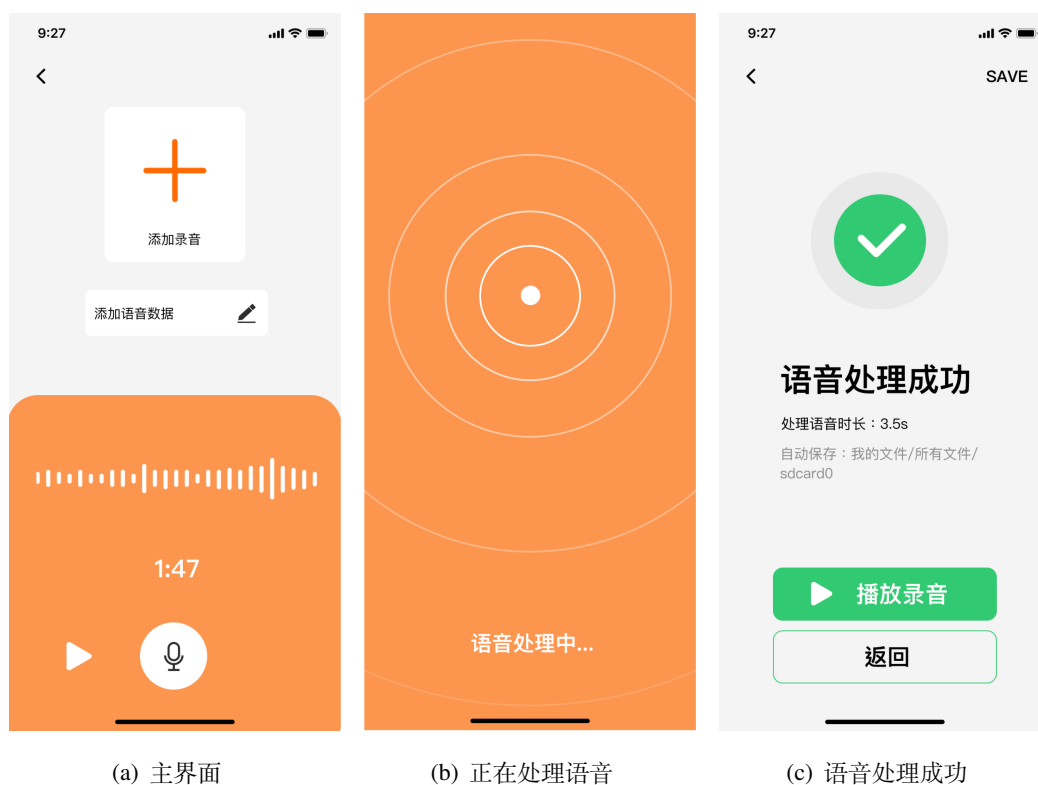 9:27
添加录音
添加语音数据
1:47
(a) 主界面
语音处理中...
(b) 正在处理语音
9:27
SAVE
语音处理成功
处理语音时长：3.5s
自动保存：我的文件/所有文件/
sdcard0
播放录音
返回
(c) 语音处理成功